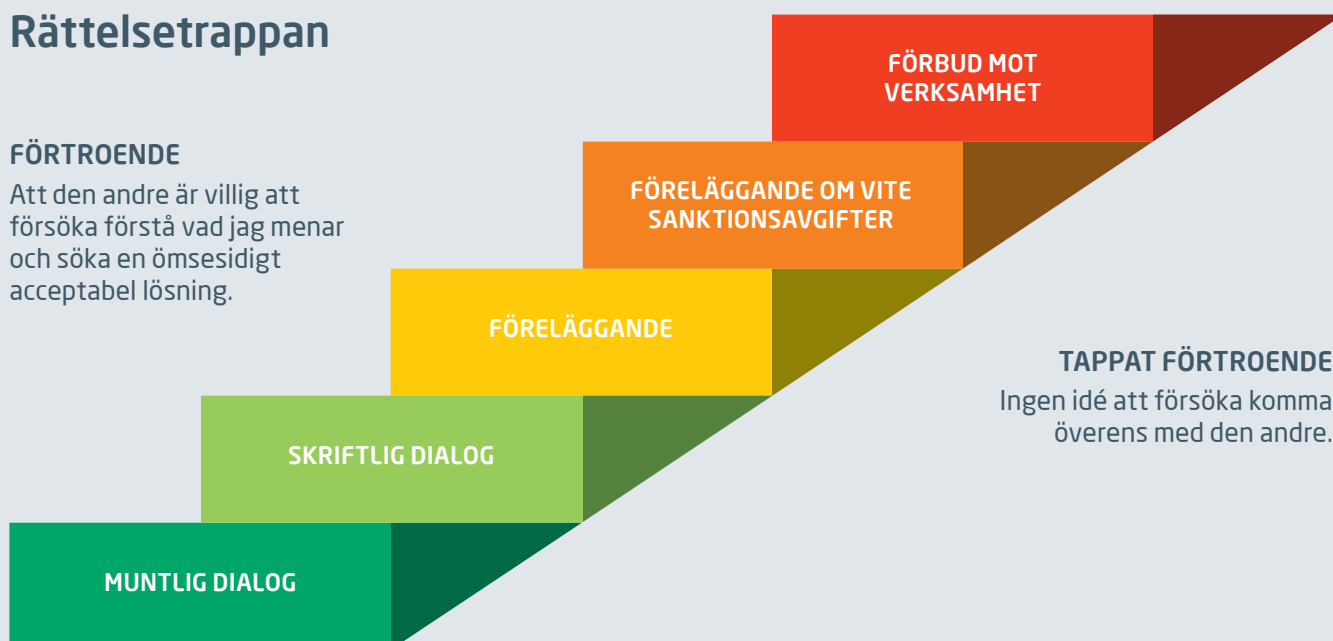 Rättelsetrappan
FÖRBUD MOT
VERKSAMHET
FÖRTROENDE
Att den andre är villig att
försöka förstå vad jag menar
och söka en ömsesidigt
acceptabel lösning.
FÖRELÄGGANDE OM VITE
SANKTIONSAVGIFTER
FÖRELÄGGANDE
TAPPAT FÖRTROENDE
Ingen idé att försöka komma
överens med den andre.
SKRIFTLIG DIALOG
MUNTLIG DIALOG